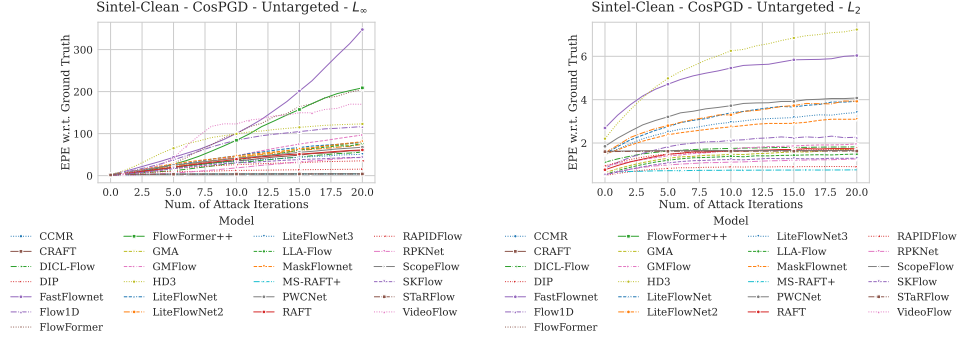 Sintel-Clean - CosPGD - Untargeted - L∞
EPE w.r.t. Ground Truth
300
200
100
0
0.0 2.5 5.0 7.5 10.0 12.5 15.0 17.5 20.0
Num. of Attack Iterations
Model
CCMR FlowFormer++ LiteFlowNet3 RAPIDFlow
CRAFT GMA LLA-Flow RPKNet
DICL-Flow GMFlow MaskFlownet ScopeFlow
DIP HD3 MS-RAFT+ SKFlow
FastFlownet LiteFlowNet PWCNet STaRFlow
Flow1D LiteFlowNet2 RAFT VideoFlow
FlowFormer
Sintel-Clean - CosPGD - Untargeted - L2
EPE w.r.t. Ground Truth
6
4
2
0.0 2.5 5.0 7.5 10.0 12.5 15.0 17.5 20.0
Num. of Attack Iterations
Model
CCMR FlowFormer++ LiteFlowNet3 RAPIDFlow
CRAFT GMA LLA-Flow RPKNet
DICL-Flow GMFlow MaskFlownet ScopeFlow
DIP HD3 MS-RAFT+ SKFlow
FastFlownet LiteFlowNet PWCNet STaRFlow
Flow1D LiteFlowNet2 RAFT VideoFlow
FlowFormer